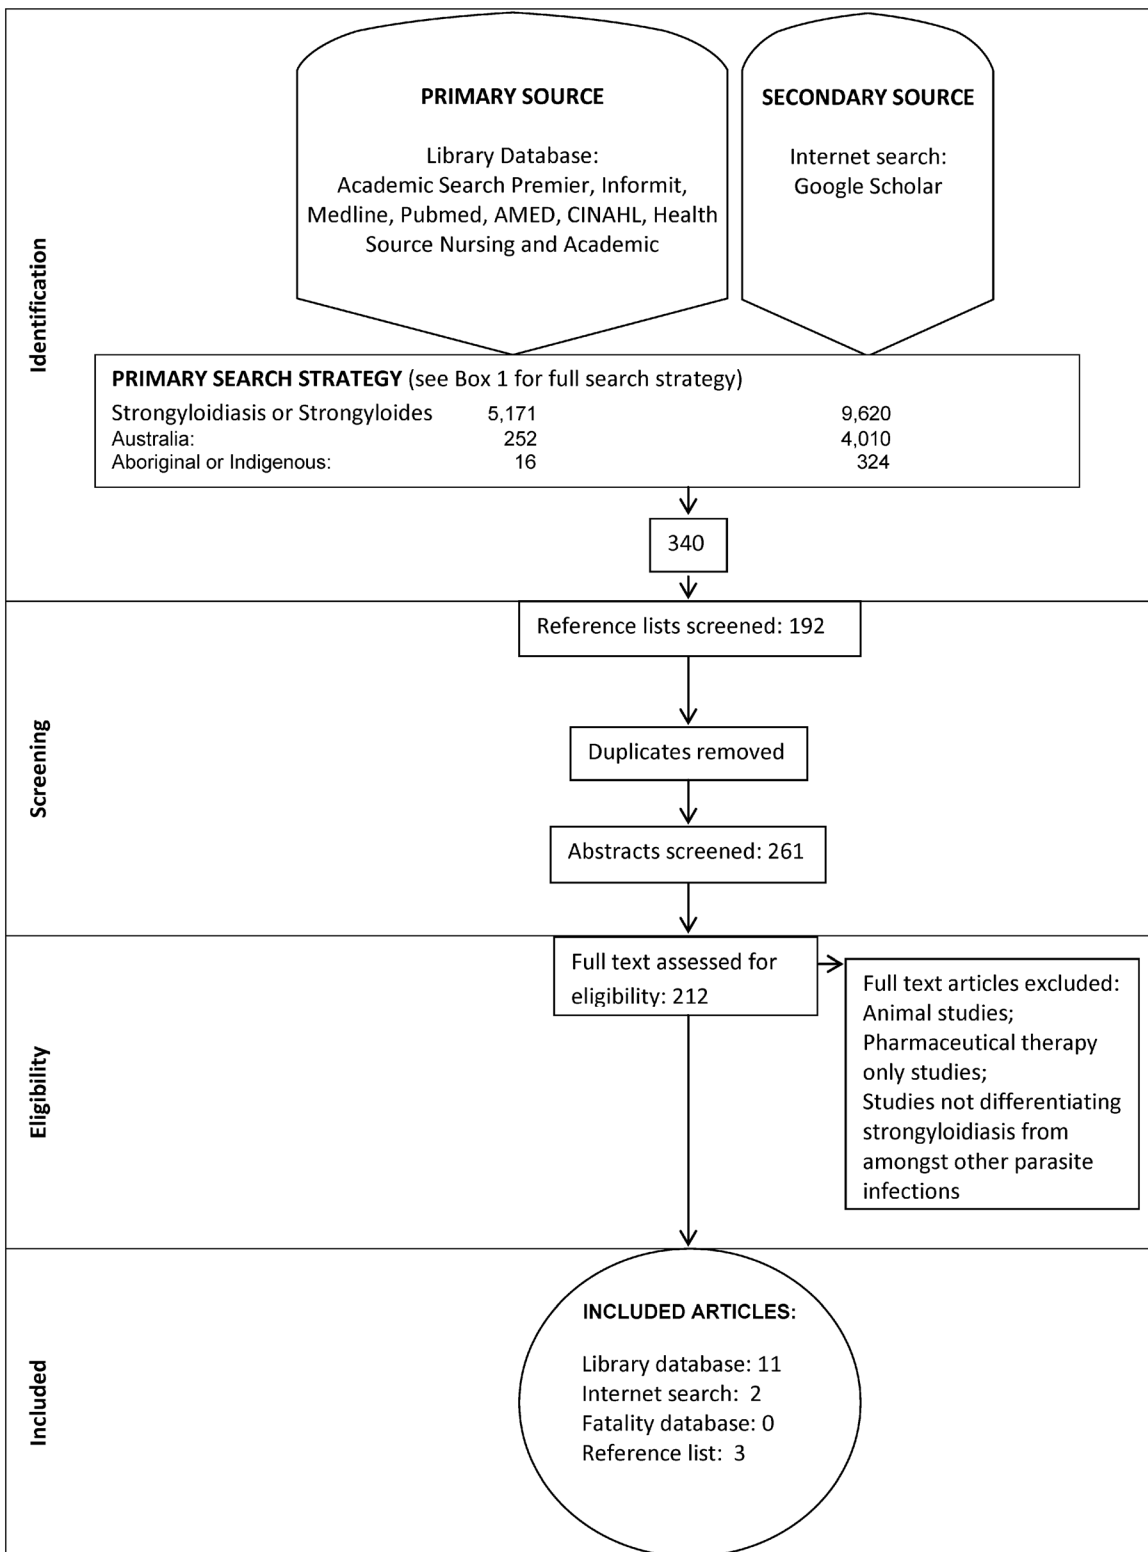 PRIMARY SOURCE
Library Database:
Academic Search Premier, Informit,
Medline, Pubmed, AMED, CINAHL, Health
Source Nursing and Academic
SECONDARY SOURCE
Internet search:
Google Scholar
Identification
PRIMARY SEARCH STRATEGY (see Box 1 for full search strategy)
Strongyloidiasis or Strongyloides 5,171 9,620
Australia: 252 4,010
Aboriginal or Indigenous: 16 324
340
Screening
Reference lists screened: 192
Duplicates removed
Abstracts screened: 261
Eligibility
Full text assessed for
eligibility: 212
Full text articles excluded:
Animal studies;
Pharmaceutical therapy
only studies;
Studies not differentiating
strongyloidiasis from
amongst other parasite
infections
Included
INCLUDED ARTICLES:
Library database: 11
Internet search: 2
Fatality database: 0
Reference list: 3